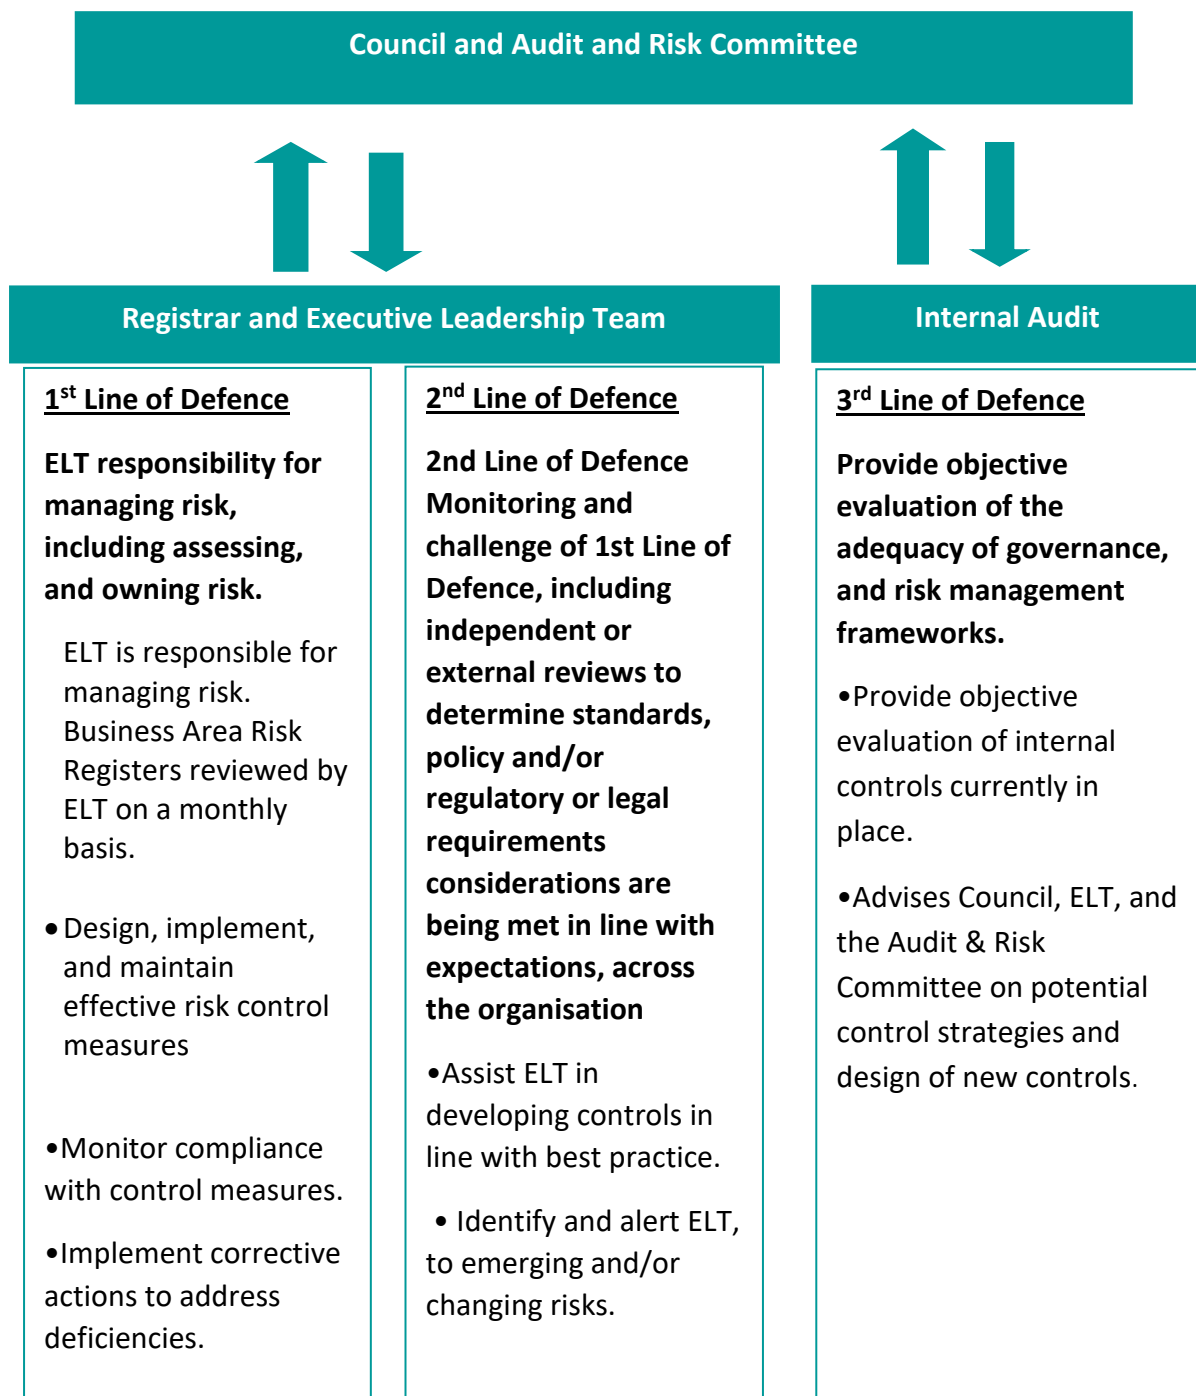 Council and Audit and Risk Committee
Registrar and Executive Leadership Team
1st Line of Defence
ELT responsibility for
managing risk,
including assessing,
and owning risk.
ELT is responsible for
managing risk.
Business Area Risk
Registers reviewed by
ELT on a monthly
basis.
•Design, implement,
and maintain
effective risk control
measures
•Monitor compliance
with control measures.
•Implement corrective
actions to address
deficiencies.
2nd Line of Defence
2nd Line of Defence
Monitoring and
challenge of 1st Line of
Defence, including
independent or
external reviews to
determine standards,
policy and/or
regulatory or legal
requirements
considerations are
being met in line with
expectations, across
the organisation
•Assist ELT in
developing controls in
line with best practice.
• Identify and alert ELT,
to emerging and/or
changing risks.
Internal Audit
3rd Line of Defence
Provide objective
evaluation of the
adequacy of governance,
and risk management
frameworks.
•Provide objective
evaluation of internal
controls currently in
place.
•Advises Council, ELT, and
the Audit & Risk
Committee on potential
control strategies and
design of new controls.